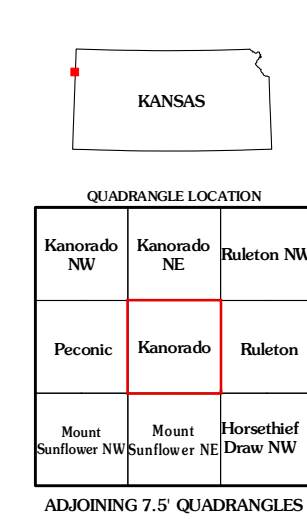 KANSAS
QUADRANGLE LOCATION
Kanorado
NW
Kanorado
NE
Ruleton NW
Peconic
Kanorado
Ruleton
Mount
Sunflower NW
Mount
Sunflower NE
Horsethief
Draw NW
ADJOINING 7.5' QUADRANGLES